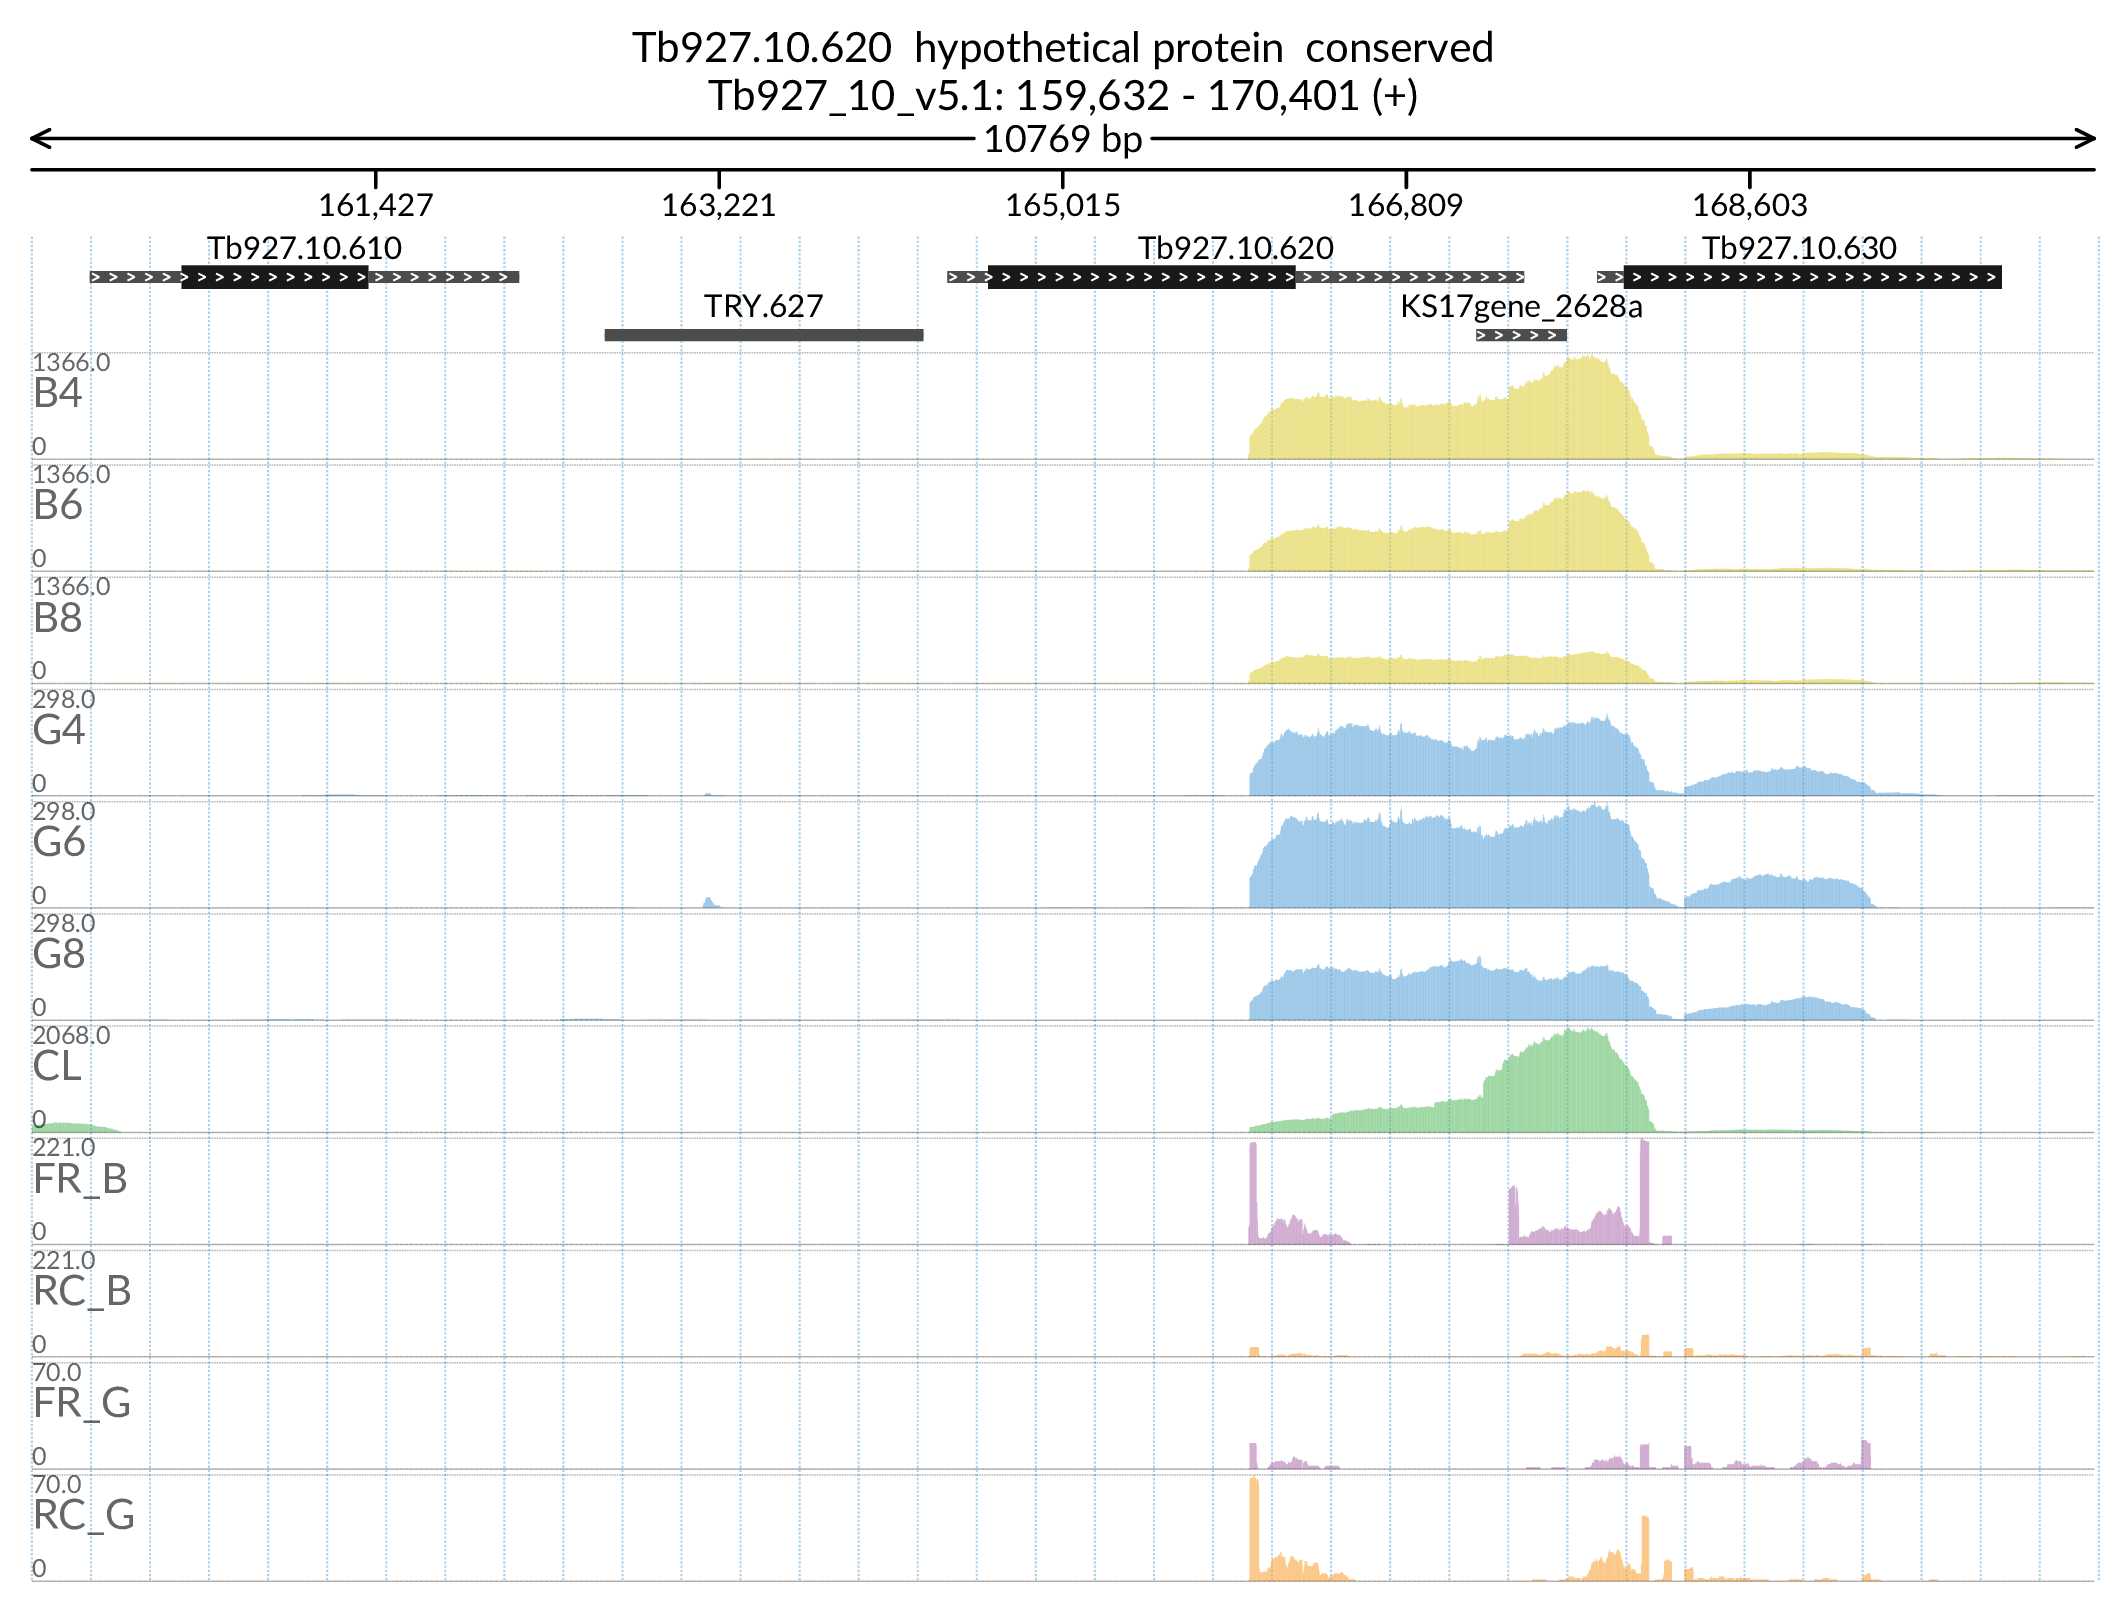 Tb927.10.620  hypothetical protein  conserved
Tb927_10_v5.1: 159,632 - 170,401 (+)
10769 bp
161,427 163,221 165,015 166,809 168,603
Tb927.10.610 Tb927.10.620 Tb927.10.630
TRY.627 KS17gene_2628a
1366.0
B4
0
1366.0
B6
0
1366.0
B8
0
298.0
G4
0
298.0
G6
0
298.0
G8
0
2068.0
CL
0
221.0
FR_B
0
221.0
RC_B
0
70.0
FR_G
0
70.0
RC_G
0